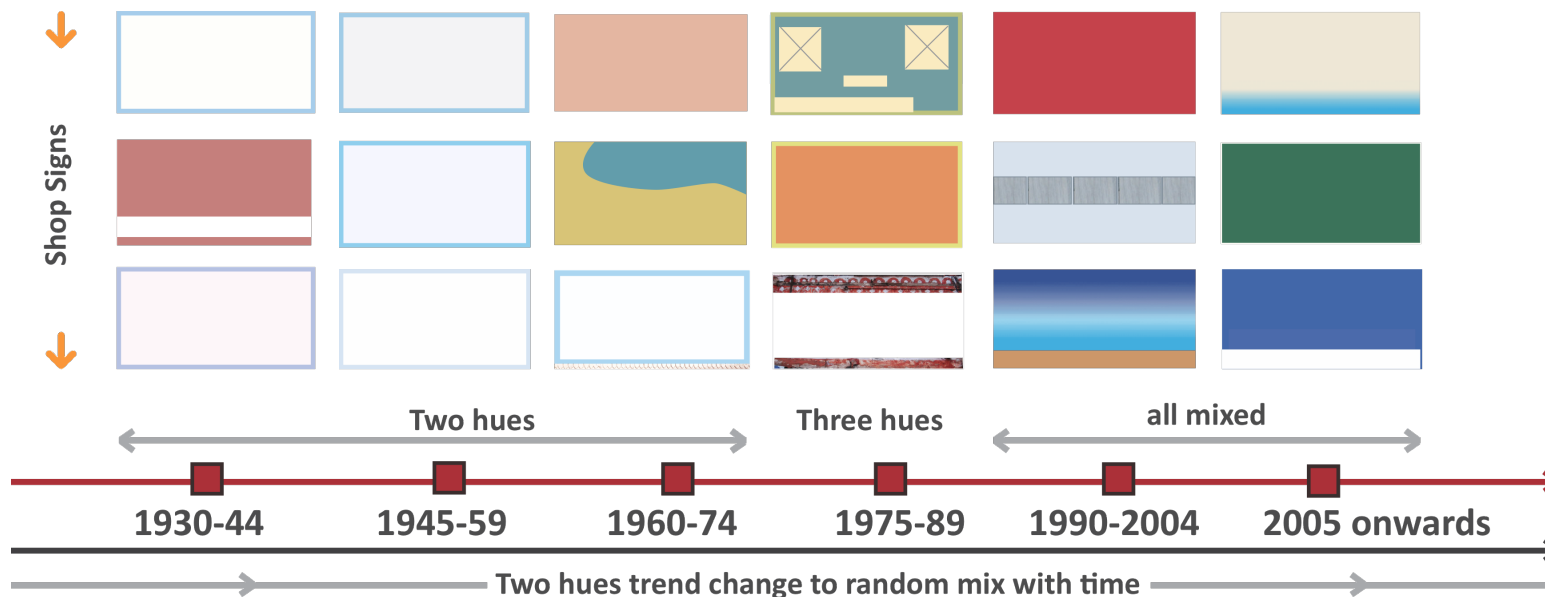 Shop Signs
Two hues
Three hues
all mixed
1930-44
1945-59
1960-74
1975-89
1990-2004
2005 onwards
Two hues trend change to random mix with time